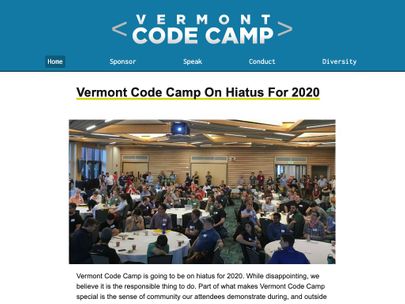 VERMONT
<CODE CAMP>
Home Sponsor Speak Conduct Diversity
Vermont Code Camp On Hiatus For 2020
Vermont Code Camp is going to be on hiatus for 2020. While disappointing, we
believe it is the responsible thing to do. Part of what makes Vermont Code Camp
special is the sense of community our attendees demonstrate during, and outside